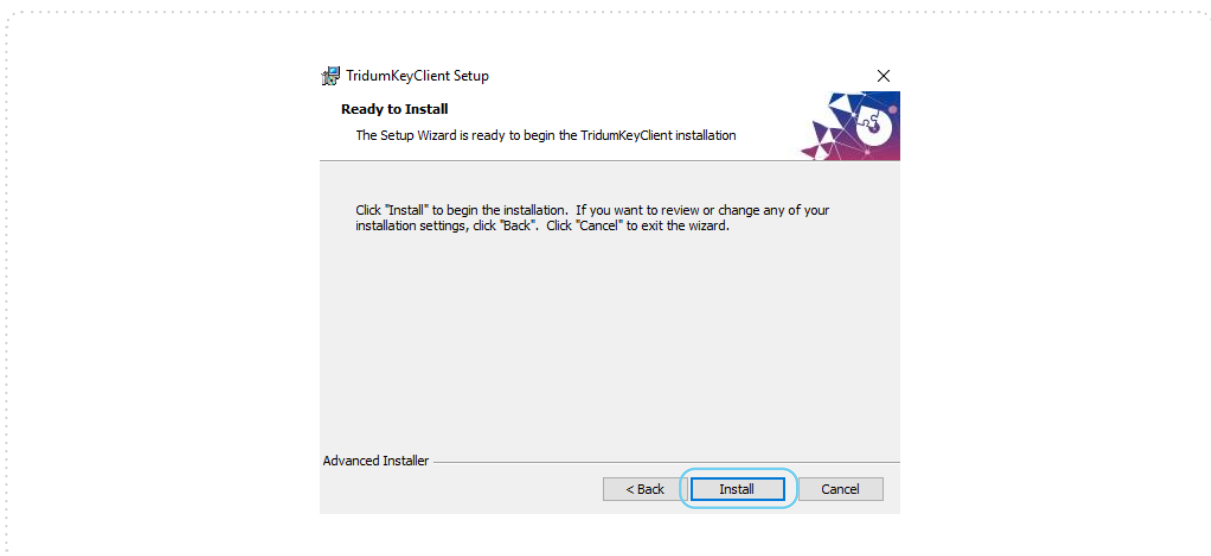 TridumKeyClient Setup
Ready to Install
The Setup Wizard is ready to begin the TridumKeyClient installation
Click "Install" to begin the installation. If you want to review or change any of your
installation settings, click "Back". Click "Cancel" to exit the wizard.
Advanced Installer
< Back Install Cancel